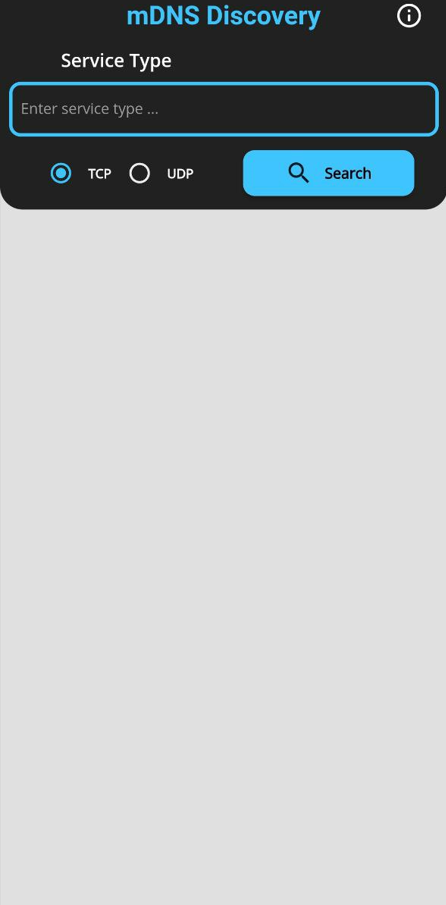 mDNS Discovery
Service Type
Enter service type ...
TCP UDP Search